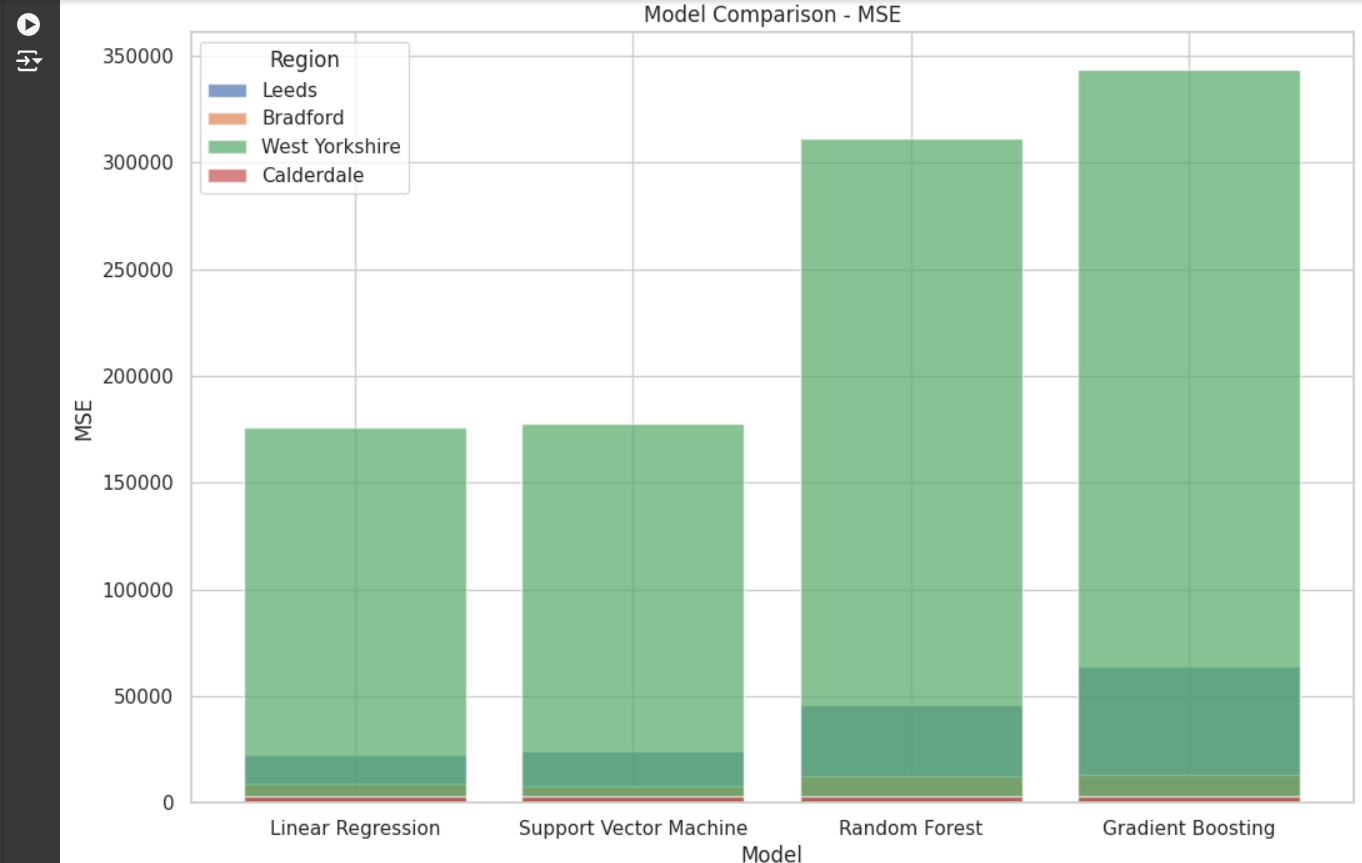 Model Comparison - MSE
Region
Leeds
Bradford
West Yorkshire
Calderdale
350000
300000
250000
200000
150000
100000
50000
0
MSE
Linear Regression
Support Vector Machine
Random Forest
Gradient Boosting
Model